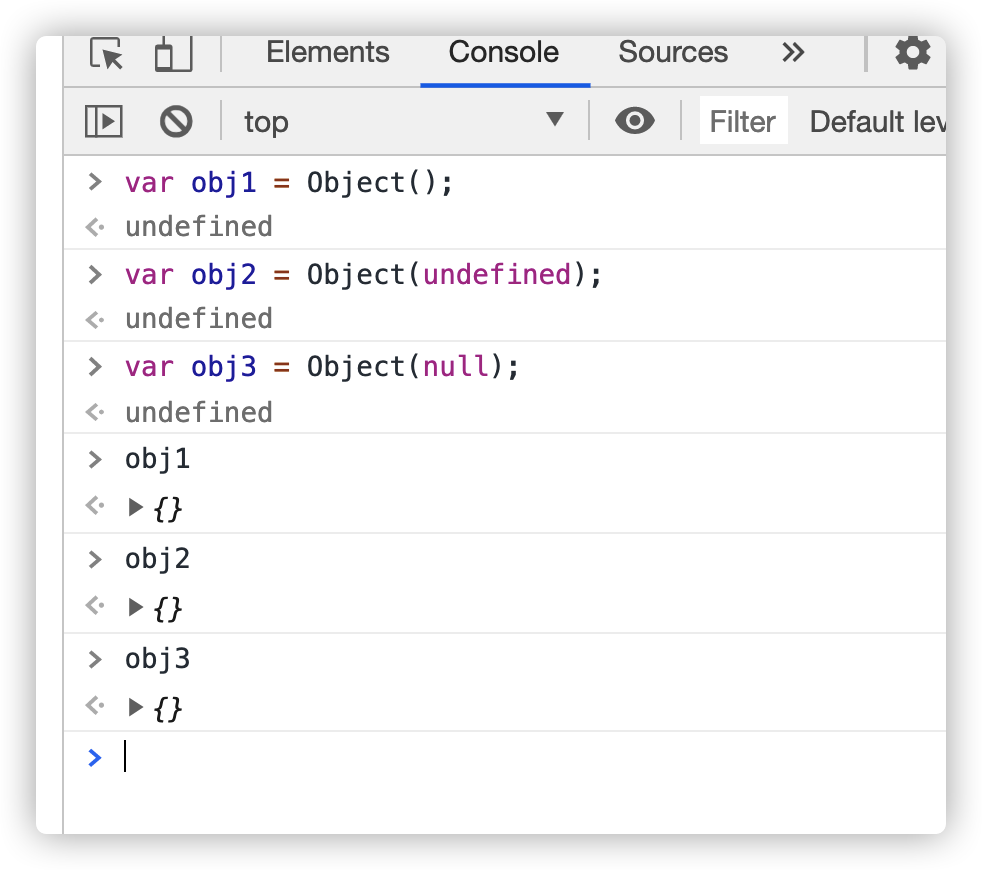 Elements Console Sources »
top ▼ Filter Default lev
> var obj1 = Object();
<· undefined
> var obj2 = Object(undefined);
<· undefined
> var obj3 = Object(null);
<· undefined
> obj1
<· ▶ {}
> obj2
<· ▶ {}
> obj3
<· ▶ {}
>